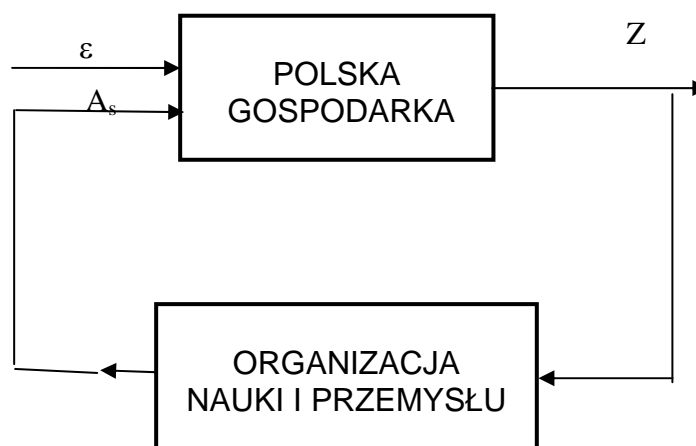 ε
Z
POLSKA
GOSPODARKA
Aₛ
ORGANIZACJA
NAUKI I PRZEMYSŁU